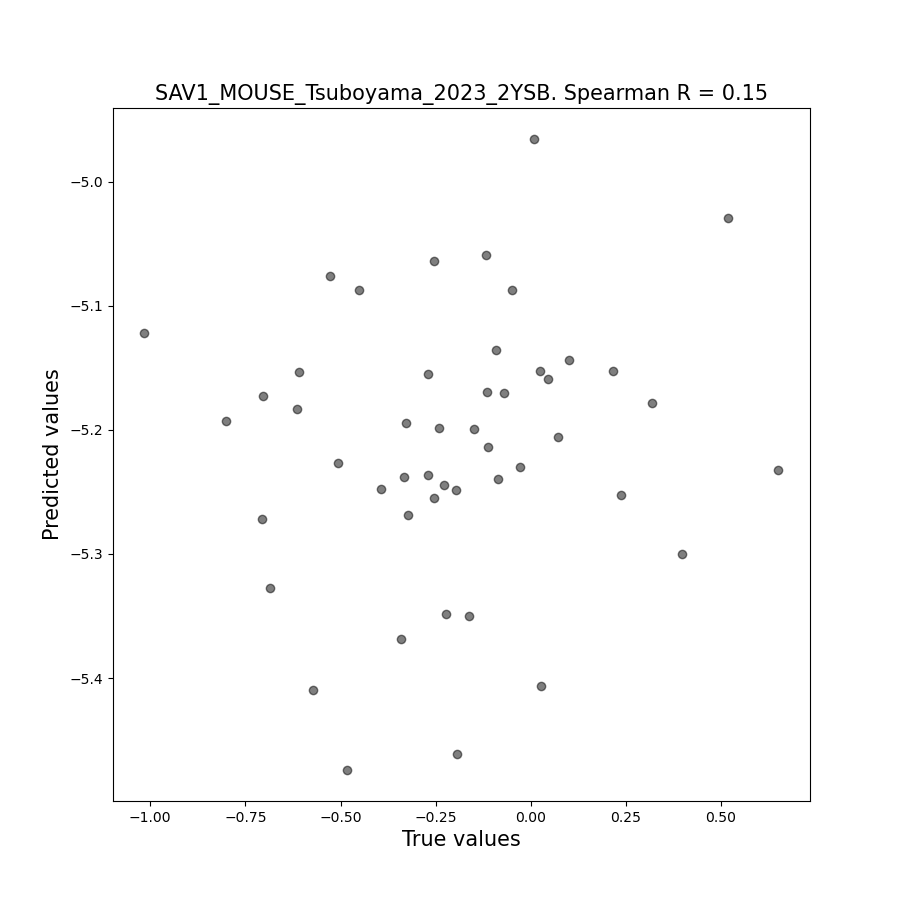 SAV1_MOUSE_Tsuboyama_2023_2YSB. Spearman R = 0.15
−5.0
−5.1
−5.2
−5.3
−5.4
Predicted values
−1.00 −0.75 −0.50 −0.25 0.00 0.25 0.50
True values